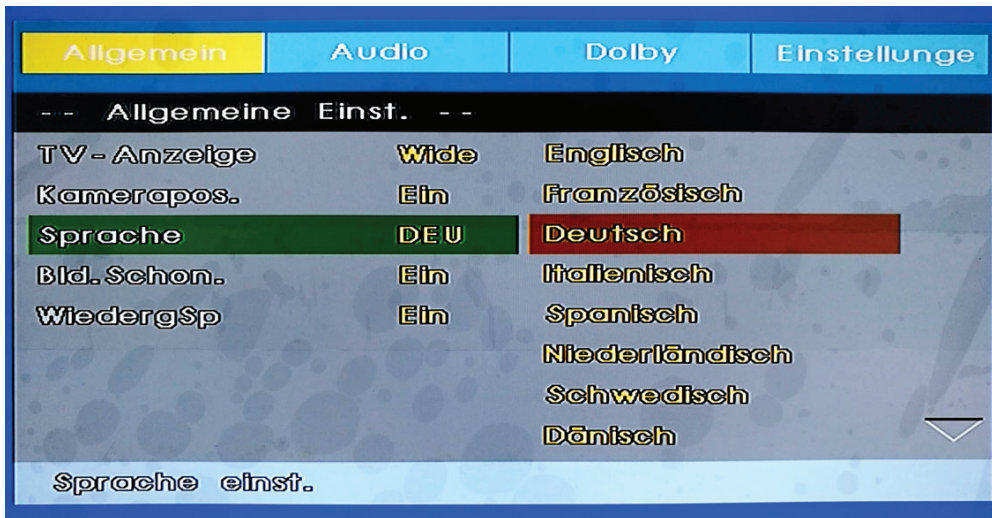 Allgemein Audio Dolby Einstellunge
-- Allgemeine Einst. --
TV-Anzeige Wide Englisch
Kamerapos. Ein Französisch
Sprache DEU Deutsch
Bld.Schon. Ein Italienisch
WiedergSp Ein Spanisch
Niederländisch
Schwedisch
Dänisch
Sprache einst.